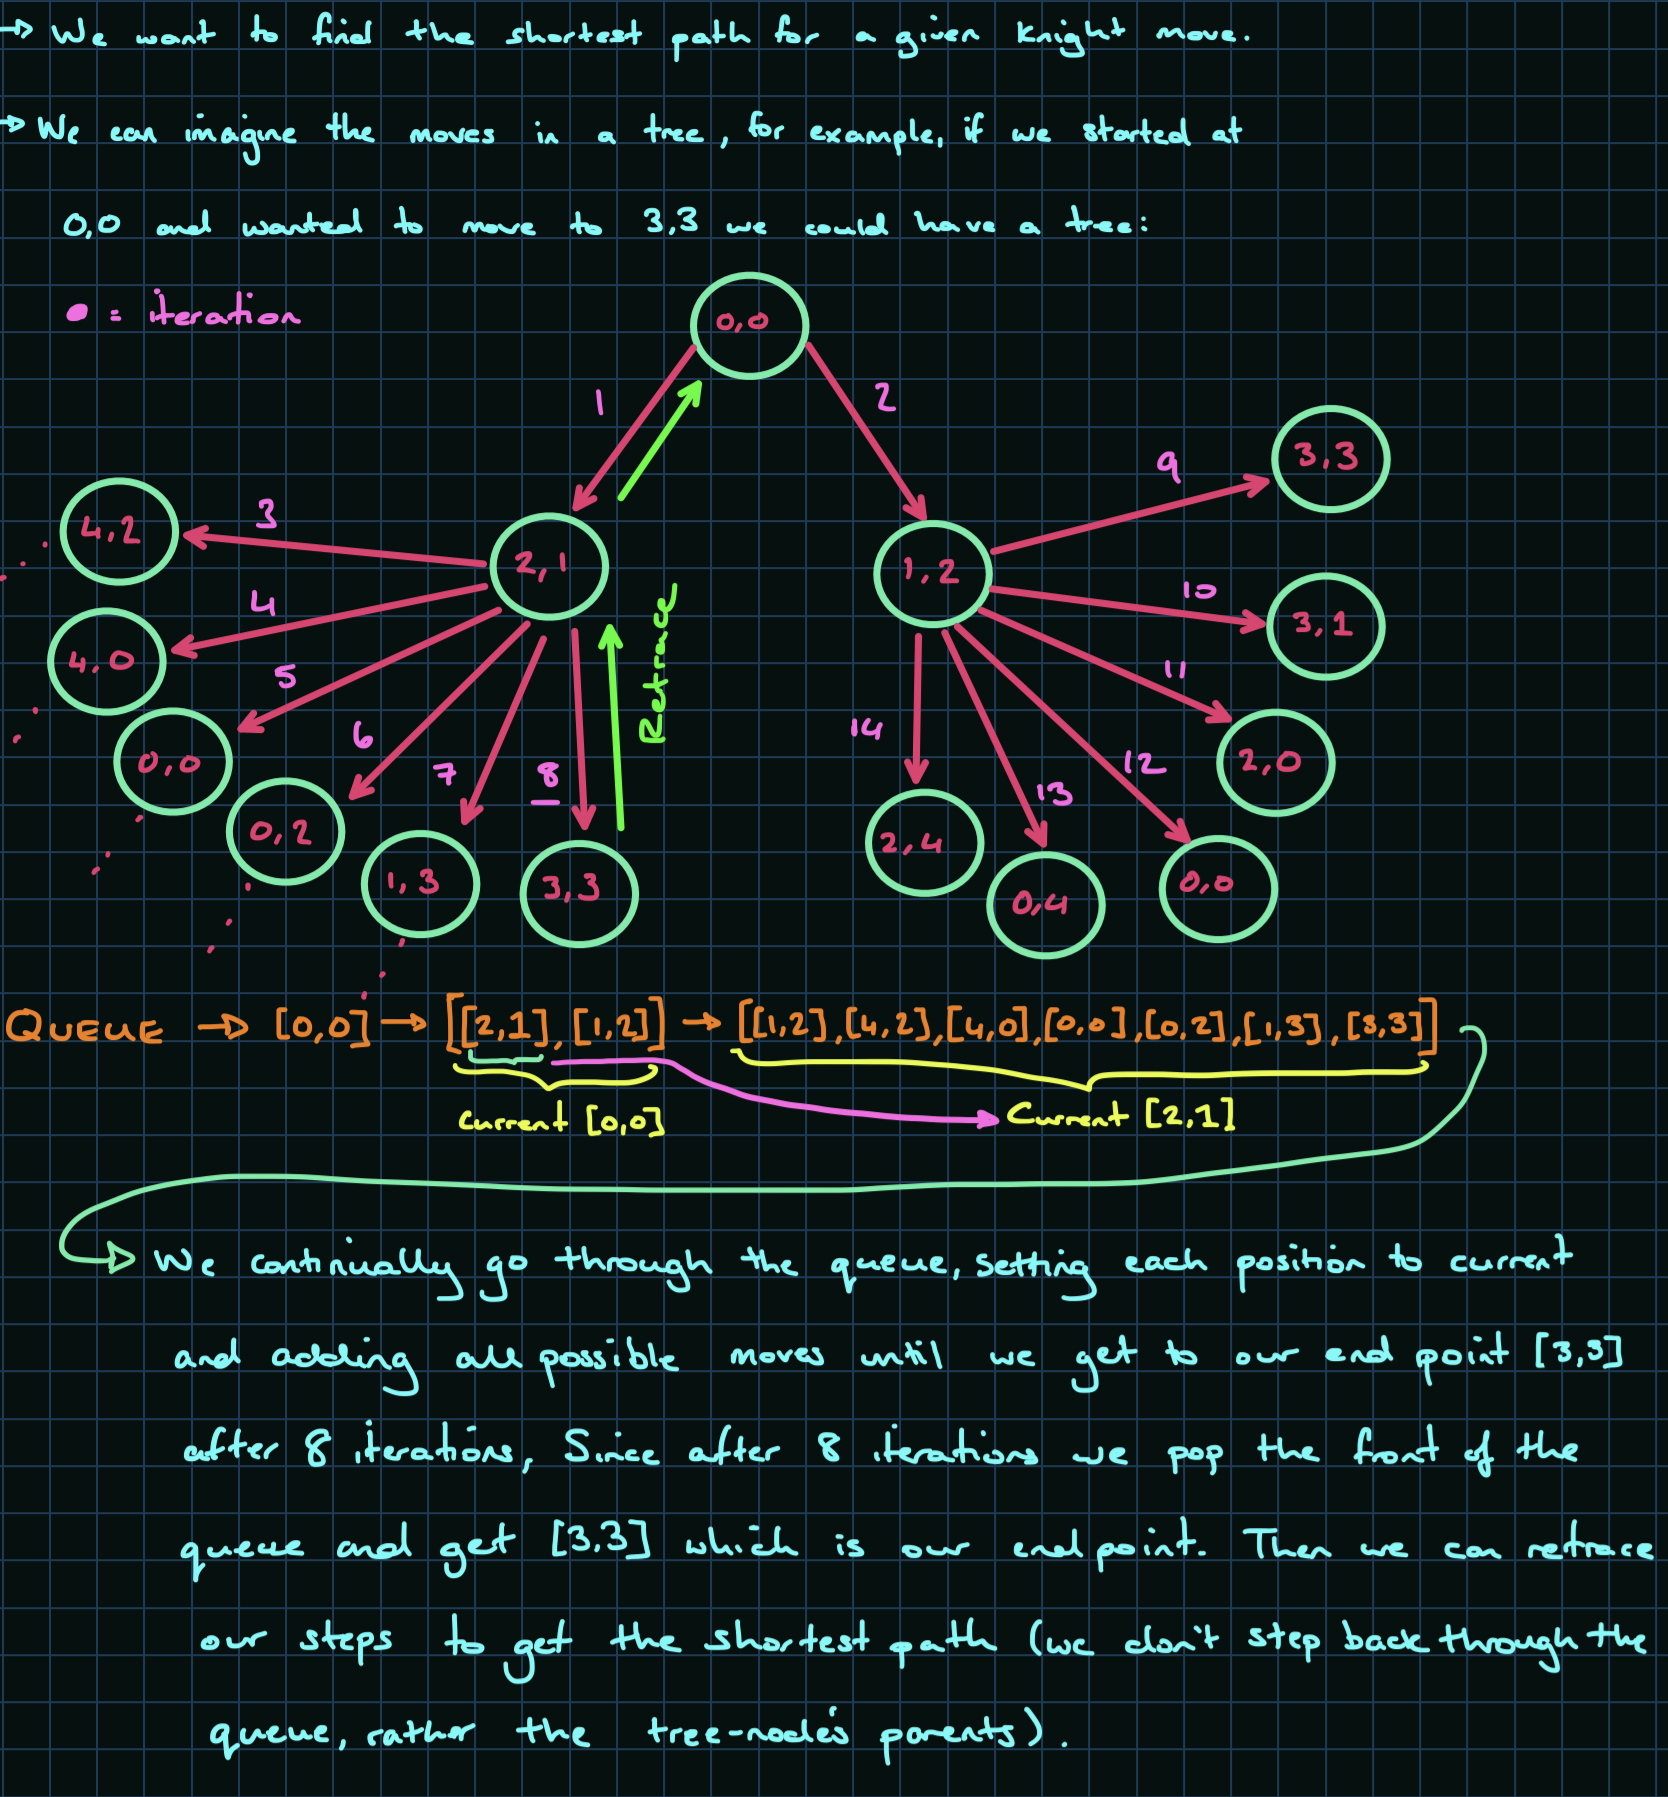 → We want to find the shortest path for a given knight move.
→ We can imagine the moves in a tree, for example, if we started at
0,0 and wanted to move to 3,3 we could have a tree:
● = iteration
0,0
1
2
9
3,3
4,2
3
2,1
1,2
10
3,1
4
4,0
5
Retrace
11
2,0
0,0
6
7
8
14
13
12
0,2
1,3
3,3
2,4
0,4
0,0
QUEUE → [0,0] → [[2,1], [1,2]] → [[1,2],[4,2],[4,0],[0,0],[0,2],[1,3],[3,3]]
Current [0,0]
Current [2,1]
We continually go through the queue, setting each position to current
and adding all possible moves until we get to our end point [3,3]
after 8 iterations, Since after 8 iterations we pop the front of the
queue and get [3,3] which is our endpoint. Then we can retrace
our steps to get the shortest path (we don't step back through the
queue, rather the tree-node's parents).